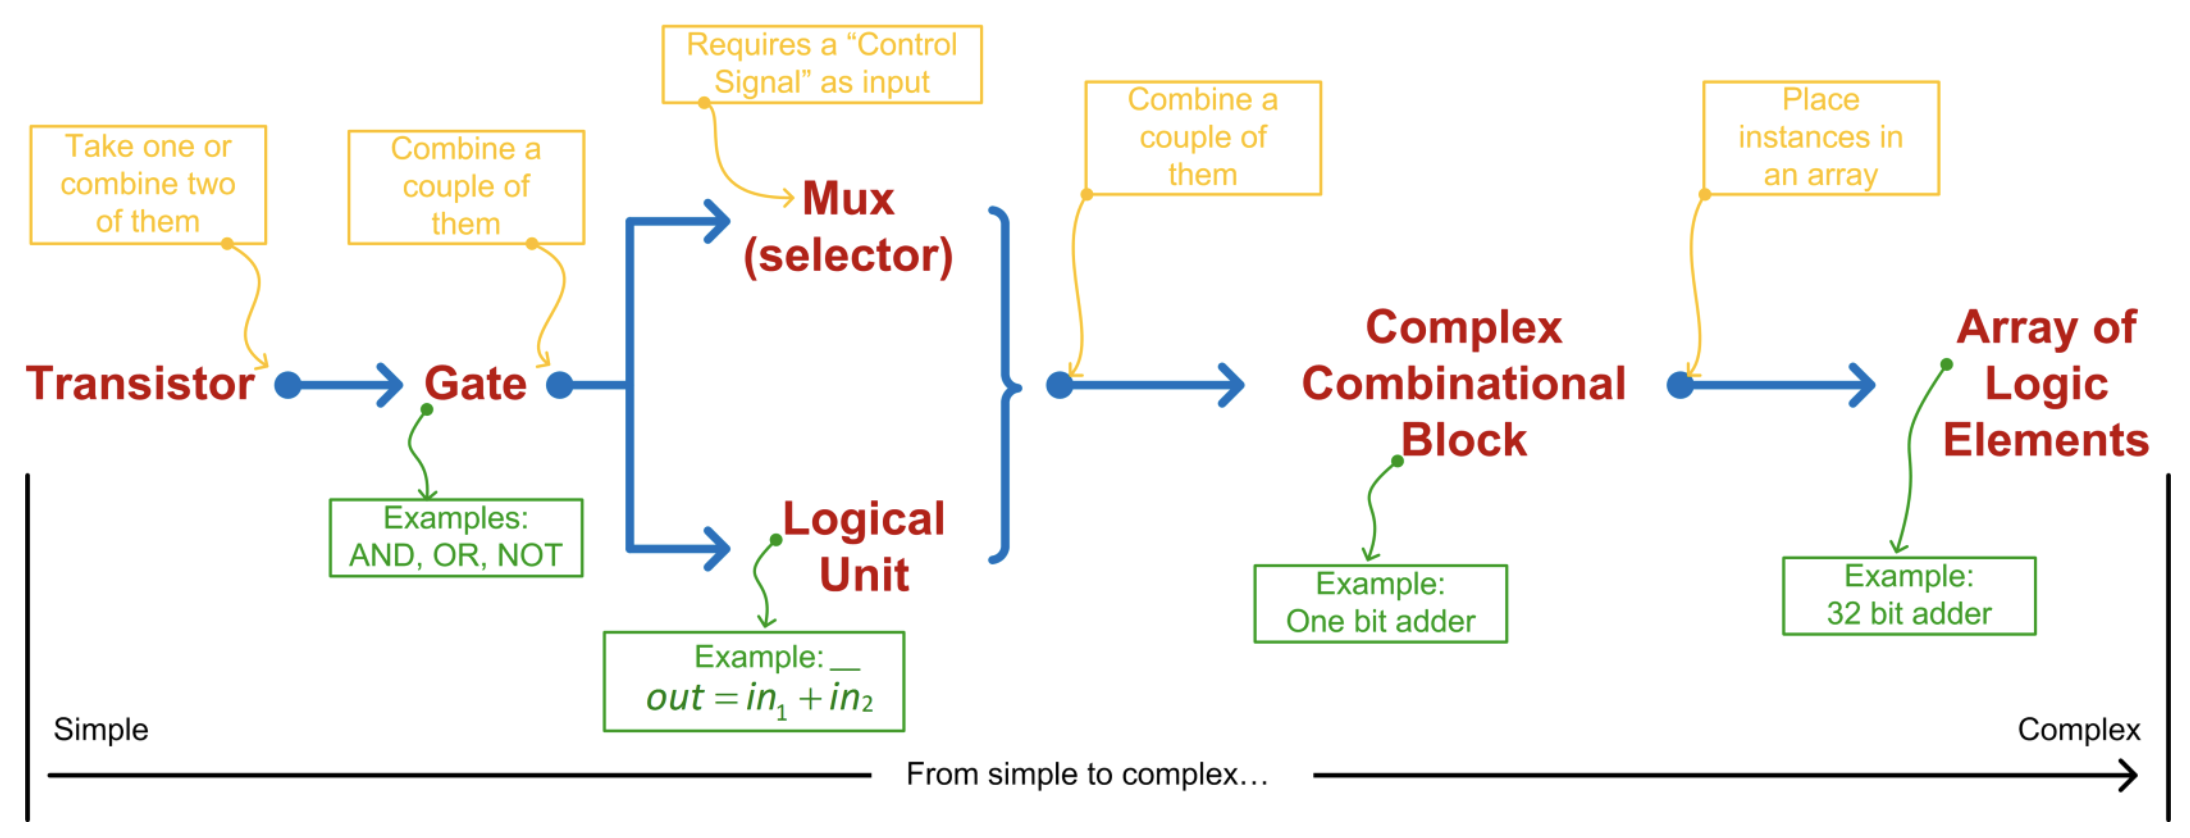 Requires a “Control
Signal” as input
Take one or
combine two
of them
Combine a
couple of
them
Combine a
couple of
them
Place
instances in
an array
Mux
(selector)
Transistor
Gate
Complex
Combinational
Block
Array of
Logic
Elements
Logical
Unit
Examples:
AND, OR, NOT
Example:
out = in₁ + i̅n̅₂
Example:
One bit adder
Example:
32 bit adder
Simple
Complex
From simple to complex…